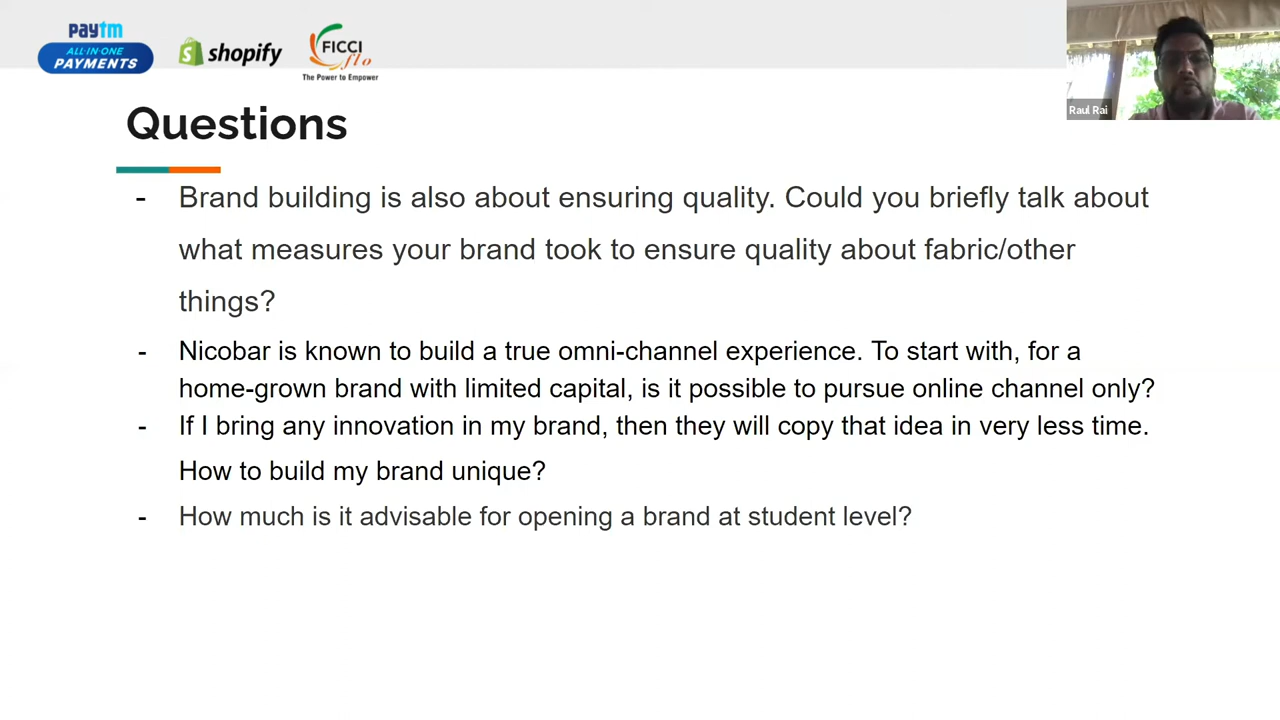 paytm
ALL-IN-ONE
PAYMENTS
shopify
FICCI
flo
The Power to Empower
Raul Rai
Questions
- Brand building is also about ensuring quality. Could you briefly talk about
what measures your brand took to ensure quality about fabric/other
things?
- Nicobar is known to build a true omni-channel experience. To start with, for a
home-grown brand with limited capital, is it possible to pursue online channel only?
- If I bring any innovation in my brand, then they will copy that idea in very less time.
How to build my brand unique?
- How much is it advisable for opening a brand at student level?